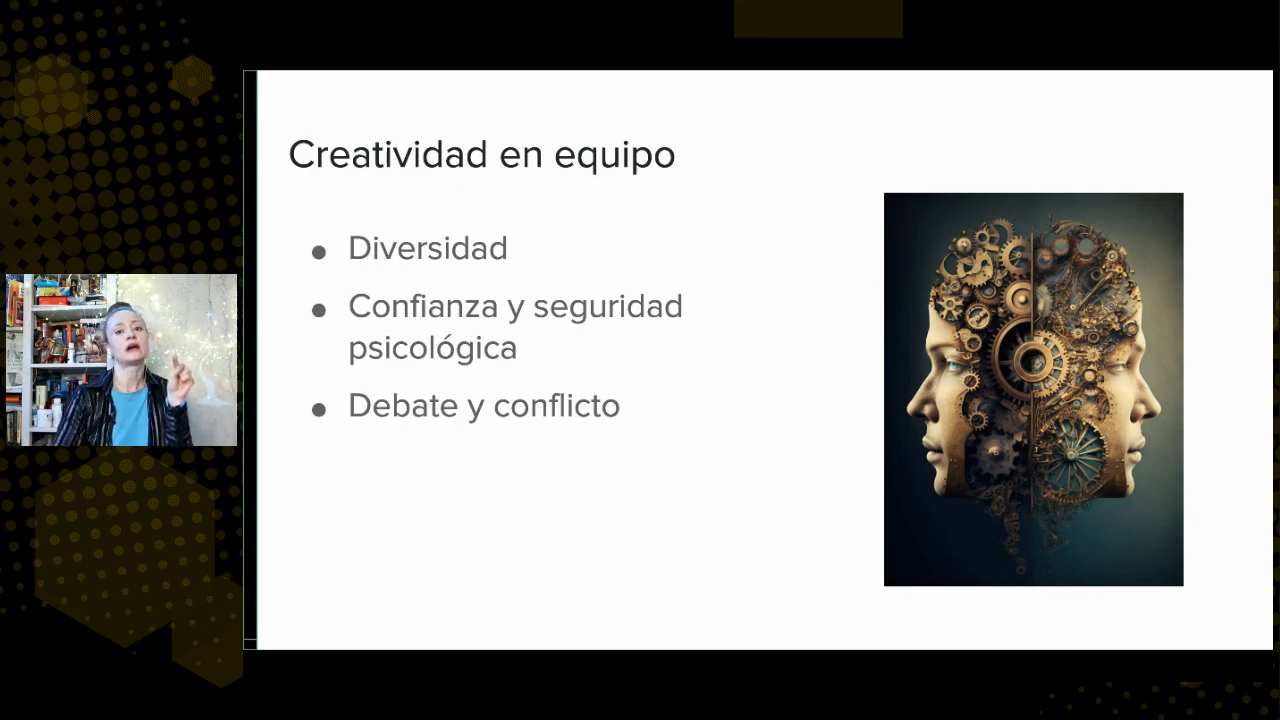 Creatividad en equipo
● Diversidad
● Confianza y seguridad
psicológica
● Debate y conflicto